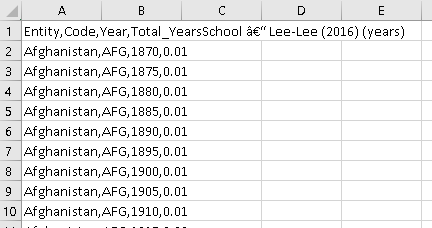 A B C D E
1 Entity,Code,Year,Total_YearsSchool â€“ Lee-Lee (2016) (years)
2 Afghanistan,AFG,1870,0.01
3 Afghanistan,AFG,1875,0.01
4 Afghanistan,AFG,1880,0.01
5 Afghanistan,AFG,1885,0.01
6 Afghanistan,AFG,1890,0.01
7 Afghanistan,AFG,1895,0.01
8 Afghanistan,AFG,1900,0.01
9 Afghanistan,AFG,1905,0.01
10 Afghanistan,AFG,1910,0.01